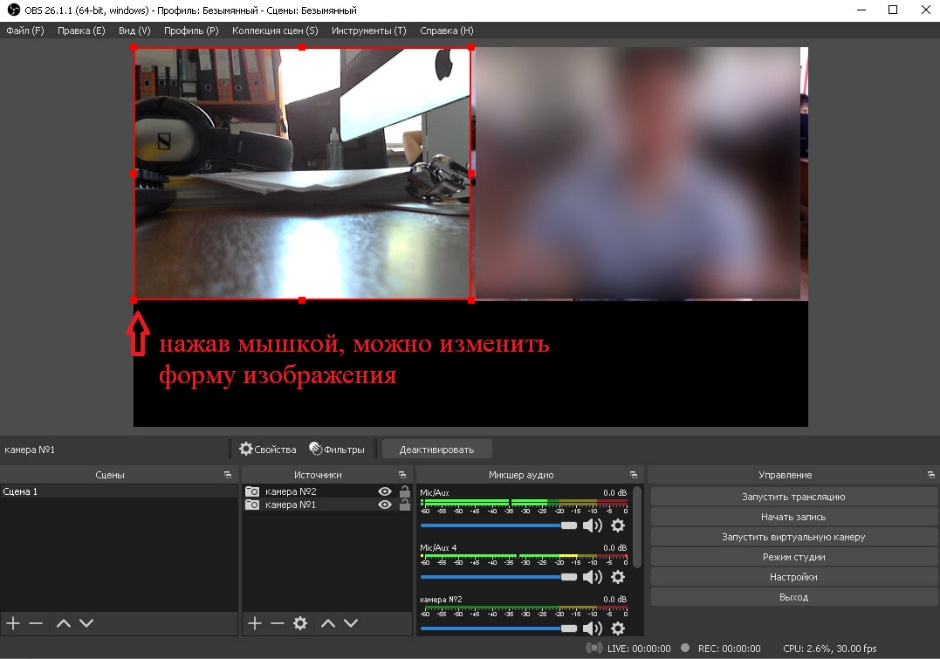 OBS 26.1.1 (64-bit, windows) - Профиль: Безымянный - Сцены: Безымянный
Файл (F) Правка (E) Вид (V) Профиль (P) Коллекция сцен (S) Инструменты (T) Справка (H)
нажав мышкой, можно изменить
форму изображения
камера №1 Свойства Фильтры Деактивировать
Сцены Источники Микшер аудио Управление
Сцена 1
камера №2
камера №1
Mic/Aux 0.0 dB
-60 -55 -50 -45 -40 -35 -30 -25 -20 -15 -10 -5 0
Mic/Aux 4 0.0 dB
-60 -55 -50 -45 -40 -35 -30 -25 -20 -15 -10 -5 0
камера №2 0.0 dB
-60 -55 -50 -45 -40 -35 -30 -25 -20 -15 -10 -5 0
Запустить трансляцию
Начать запись
Запустить виртуальную камеру
Режим студии
Настройки
Выход
LIVE: 00:00:00 REC: 00:00:00 CPU: 2.6%, 30.00 fps